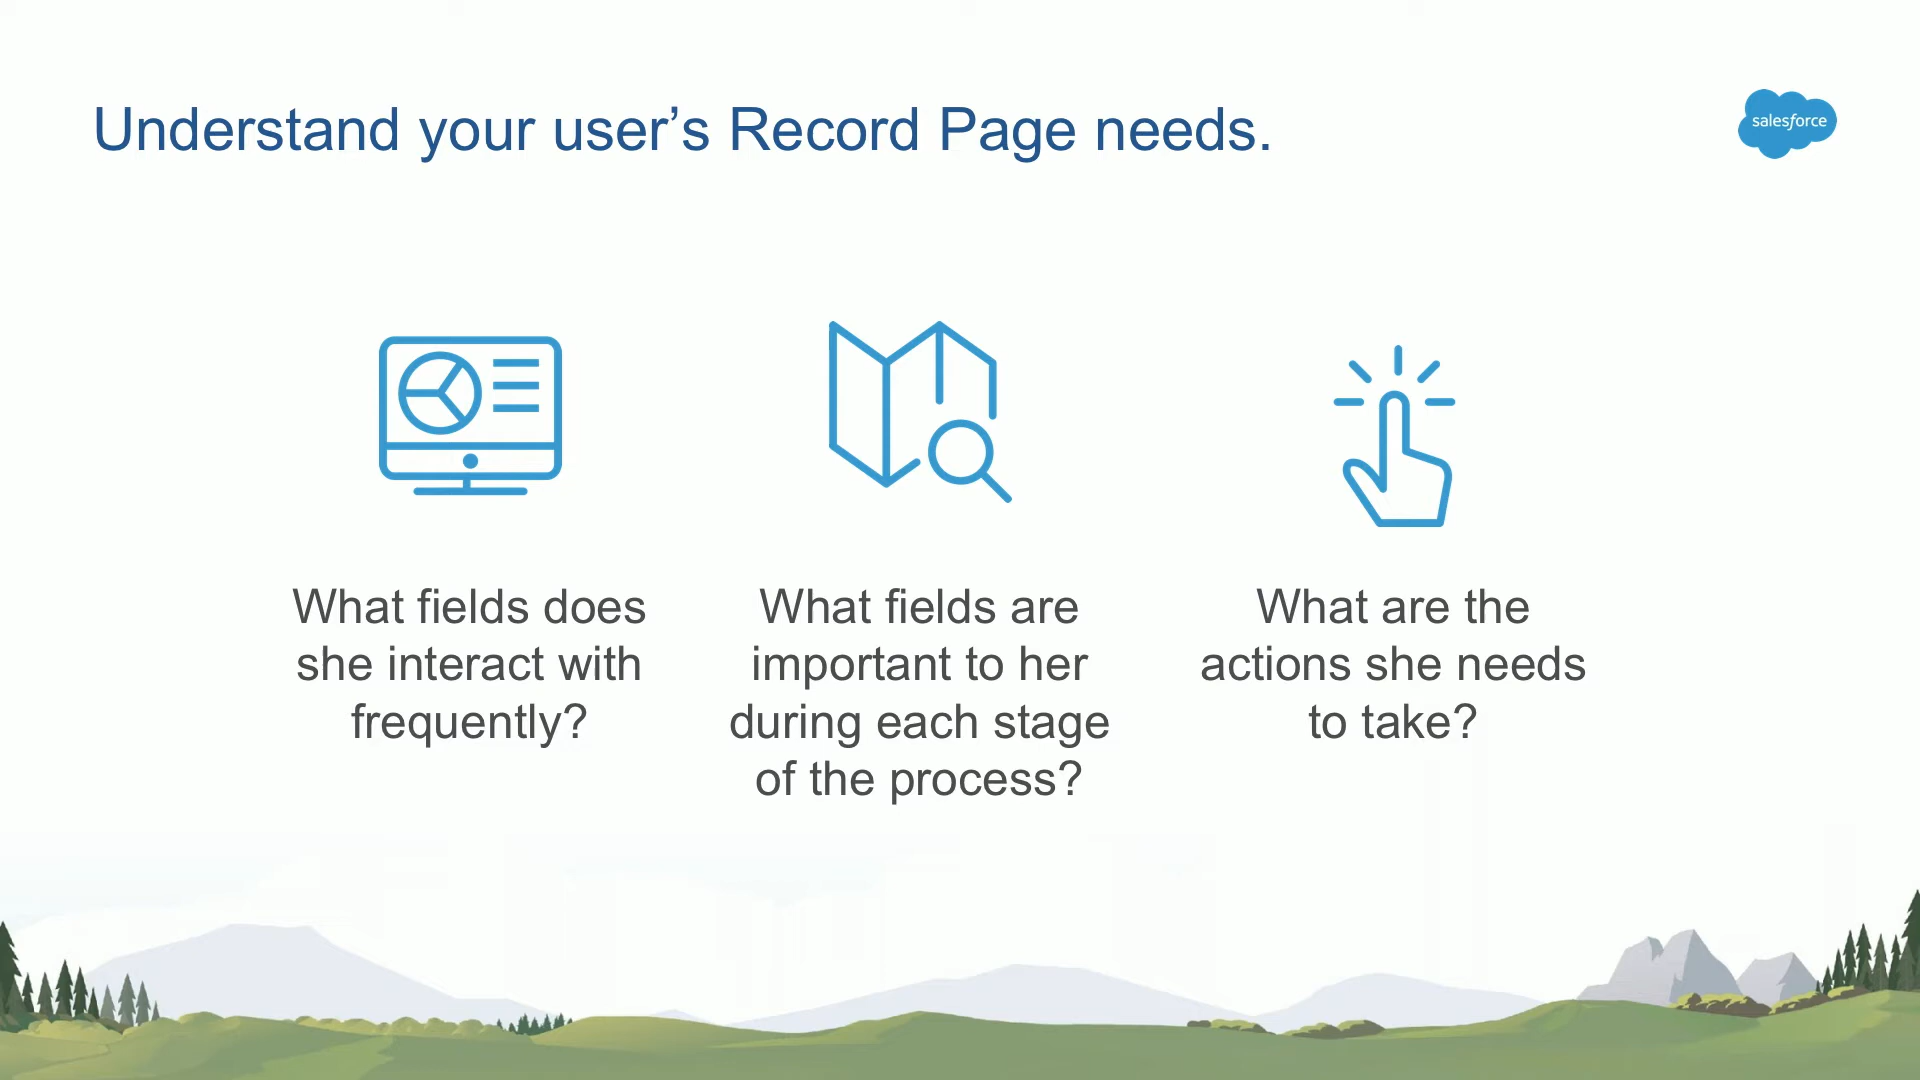 Understand your user’s Record Page needs.
salesforce
What fields does
she interact with
frequently?
What fields are
important to her
during each stage
of the process?
What are the
actions she needs
to take?